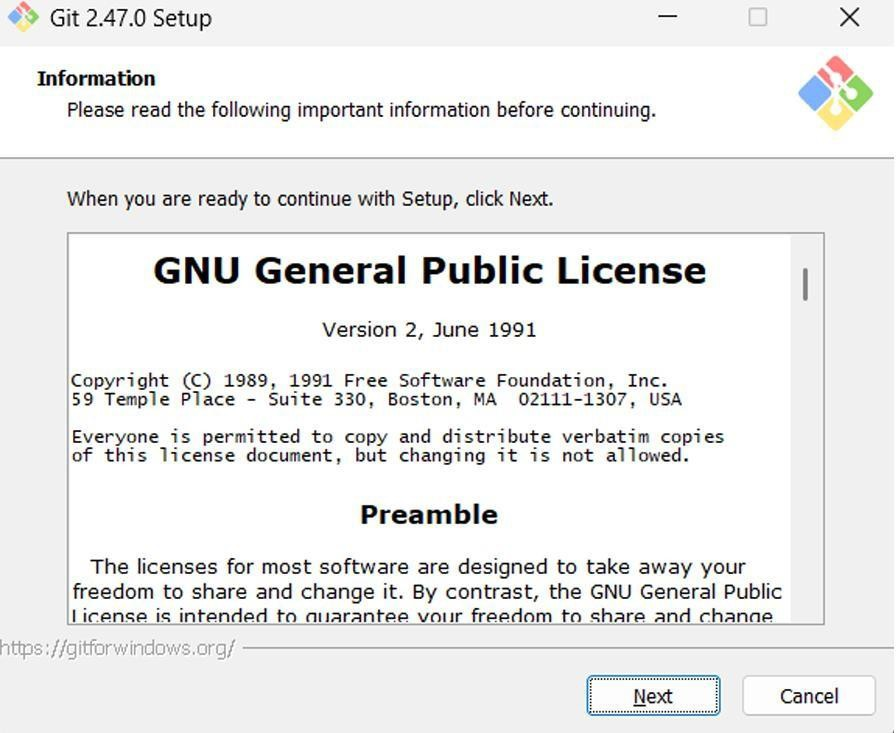 Git 2.47.0 Setup
Information
Please read the following important information before continuing.
When you are ready to continue with Setup, click Next.
GNU General Public License
Version 2, June 1991
Copyright (C) 1989, 1991 Free Software Foundation, Inc.
59 Temple Place - Suite 330, Boston, MA  02111-1307, USA
Everyone is permitted to copy and distribute verbatim copies
of this license document, but changing it is not allowed.
Preamble
The licenses for most software are designed to take away your
freedom to share and change it. By contrast, the GNU General Public
License is intended to guarantee your freedom to share and change
https://gitforwindows.org/
Next
Cancel